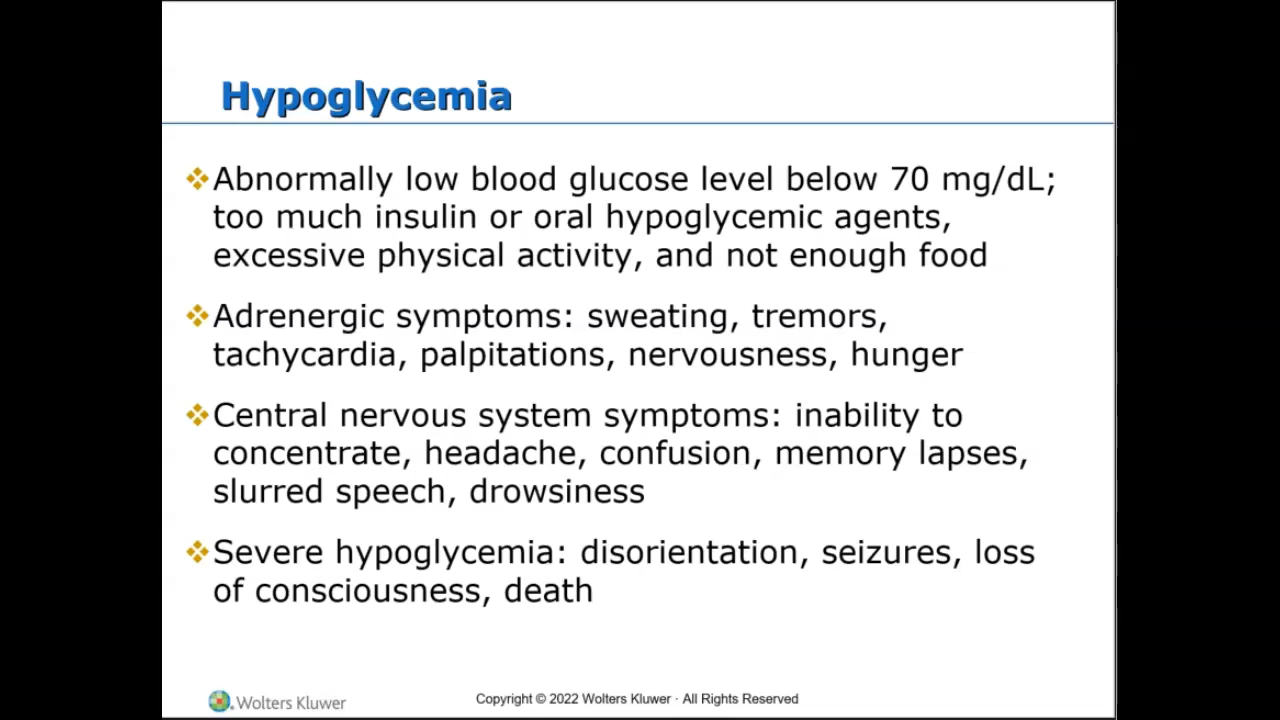 Hypoglycemia
Abnormally low blood glucose level below 70 mg/dL;
too much insulin or oral hypoglycemic agents,
excessive physical activity, and not enough food
Adrenergic symptoms: sweating, tremors,
tachycardia, palpitations, nervousness, hunger
Central nervous system symptoms: inability to
concentrate, headache, confusion, memory lapses,
slurred speech, drowsiness
Severe hypoglycemia: disorientation, seizures, loss
of consciousness, death
Wolters Kluwer
Copyright © 2022 Wolters Kluwer · All Rights Reserved